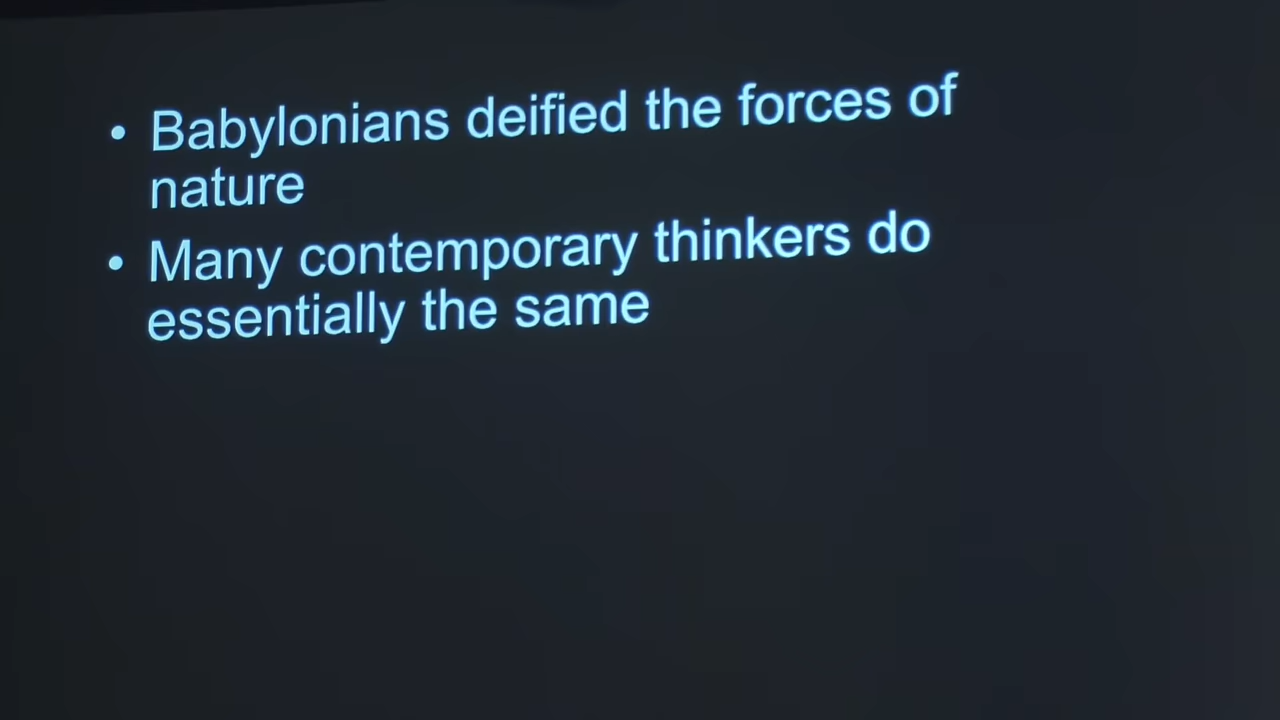 • Babylonians deified the forces of
nature
• Many contemporary thinkers do
essentially the same